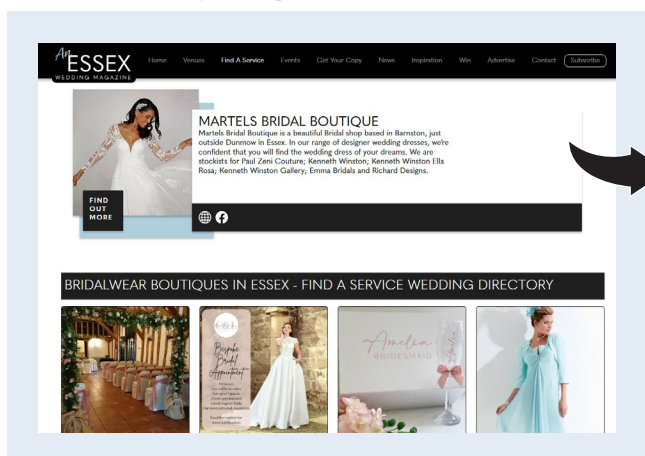 An
ESSEX
WEDDING MAGAZINE
Home Venues Find A Service Events Get Your Copy News Inspiration Win Advertise Contact Subscribe
MARTELS BRIDAL BOUTIQUE
Martels Bridal Boutique is a beautiful Bridal shop based in Barnston, just
outside Dunmow in Essex. In our range of designer wedding dresses, we're
confident that you will find the wedding dress of your dreams. We are
stockists for Paul Zeni Couture; Kenneth Winston; Kenneth Winston Ella
Rosa; Kenneth Winston Gallery; Emma Bridals and Richard Designs.
FIND
OUT
MORE
BRIDALWEAR BOUTIQUES IN ESSEX - FIND A SERVICE WEDDING DIRECTORY
Bespoke
Bridal
Appointment
Amelia
BRIDESMAID